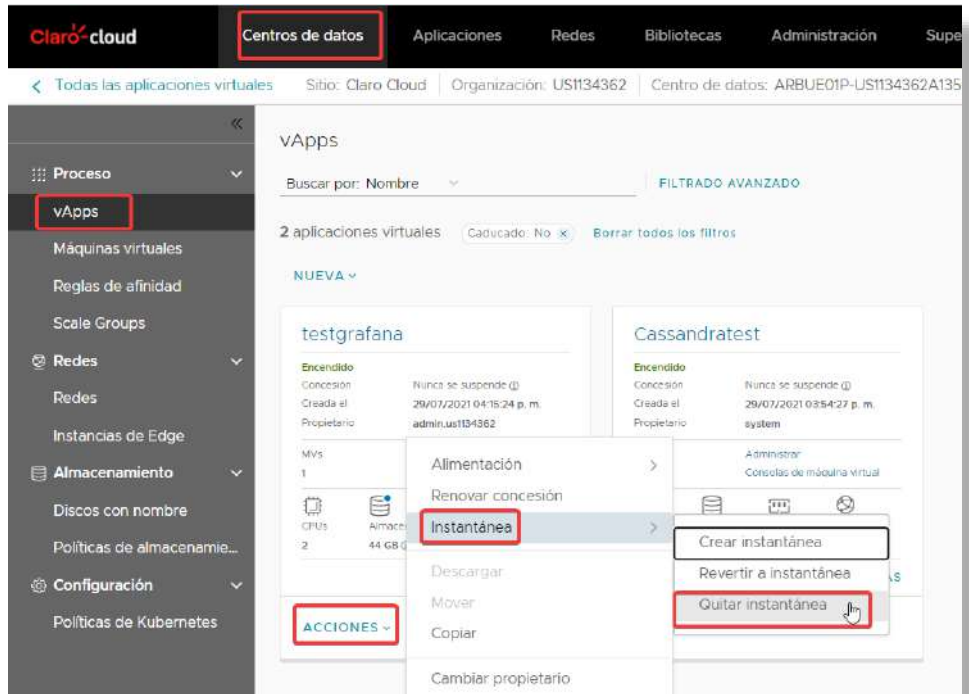 Claro-cloud
Centros de datos Aplicaciones Redes Bibliotecas Administración Supe
Todas las aplicaciones virtuales Sitio: Claro Cloud Organización: US1134362 Centro de datos: ARBUE01P-US1134362A135
Proceso
vApps
Máquinas virtuales
Reglas de afinidad
Scale Groups
Redes
Redes
Instancias de Edge
Almacenamiento
Discos con nombre
Políticas de almacenamie...
Configuración
Políticas de Kubernetes
vApps
Buscar por: Nombre FILTRADO AVANZADO
2 aplicaciones virtuales Caducado: No Borrar todos los filtros
NUEVA
testgrafana
Encendido
Concesión Nunca se suspende
Creada el 29/07/2021 04:15:24 p. m.
Propietario admin.us1134362
MVs
1
CPUs Almace
2 44 GB
ACCIONES
Cassandratest
Encendido
Concesión Nunca se suspende
Creada el 29/07/2021 03:54:27 p. m.
Propietario system
Administrar
Consolas de máquina virtual
AS
Alimentación
Renovar concesión
Instantánea
Descargar
Mover
Copiar
Cambiar propietario
Crear instantánea
Revertir a instantánea
Quitar instantánea